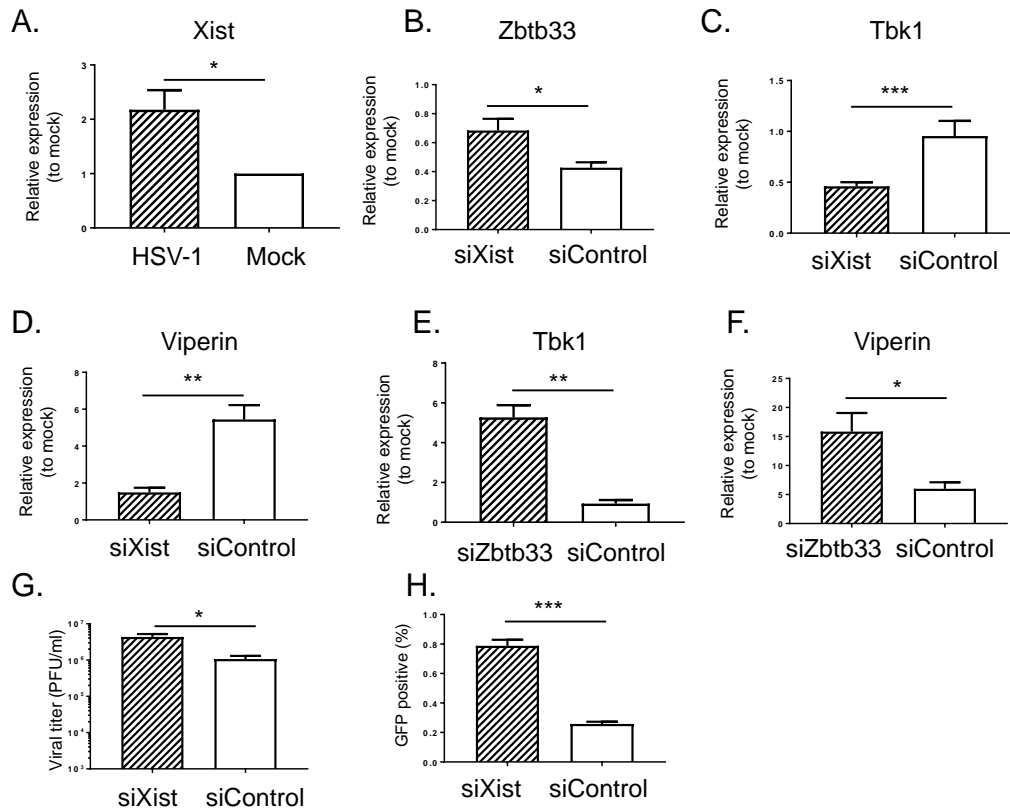 A.
Xist
Relative expression
(to mock)
3
2
1
0
*
HSV-1 Mock
B.
Zbtb33
Relative expression
(to mock)
1.0
0.8
0.6
0.4
0.2
0.0
*
siXist siControl
C.
Tbk1
Relative expression
(to mock)
1.5
1.0
0.5
0.0
***
siXist siControl
D.
Viperin
Relative expression
(to mock)
8
6
4
2
0
**
siXist siControl
E.
Tbk1
Relative expression
(to mock)
8
6
4
2
0
**
siZbtb33 siControl
F.
Viperin
Relative expression
(to mock)
25
20
15
10
5
0
*
siZbtb33 siControl
G.
Viral titer (PFU/ml)
10⁷
10⁶
10⁵
10⁴
10³
*
siXist siControl
H.
GFP positive (%)
1.0
0.8
0.6
0.4
0.2
0.0
***
siXist siControl